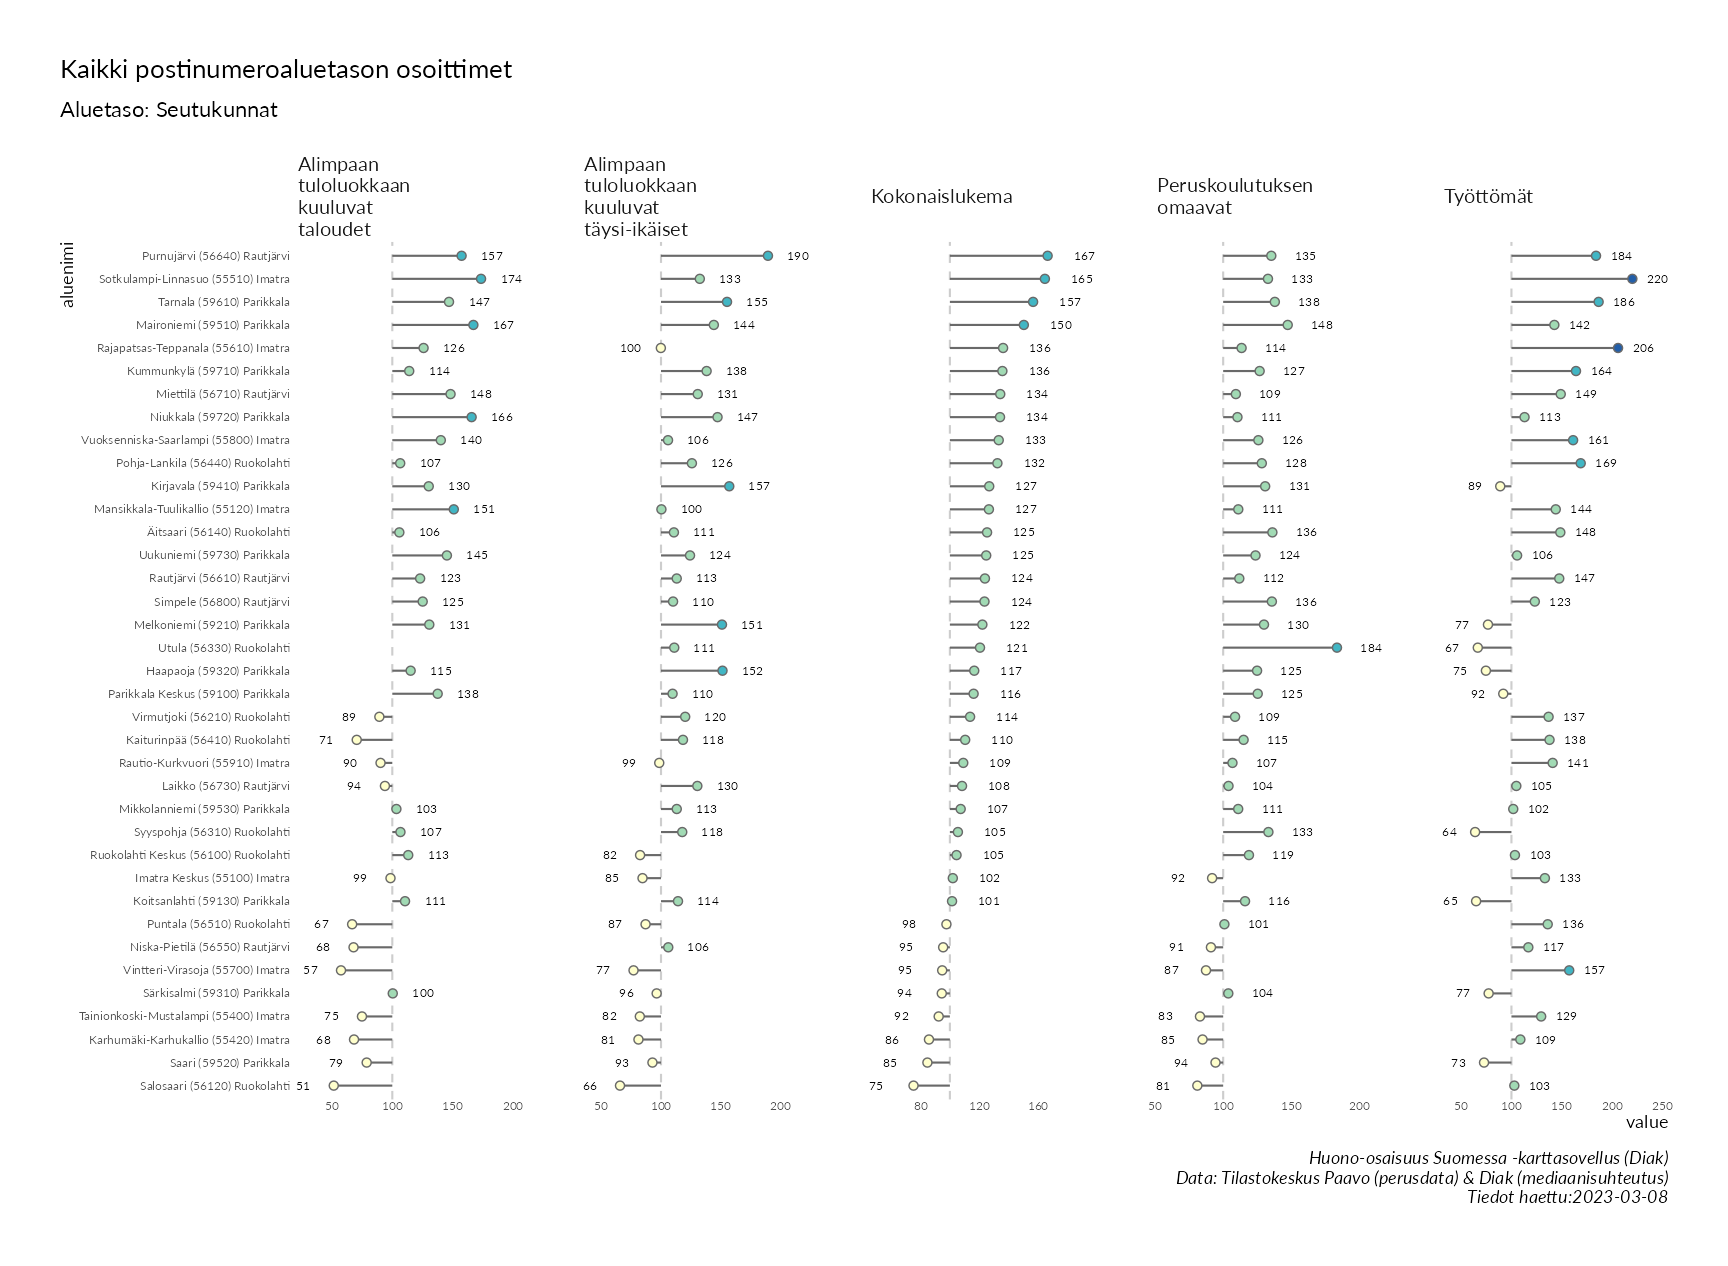 Kaikki postinumeroaluetason osoittimet
Aluetaso: Seutukunnat
Alimpaan
tuloluokkaan
kuuluvat
taloudet
Alimpaan
tuloluokkaan
kuuluvat
täysi-ikäiset
Kokonaislukema
Peruskoulutuksen
omaavat
Työttömät
aluenimi
Purnujärvi (56640) Rautjärvi 157 190 167 135 184
Sotkulampi-Linnasuo (55510) Imatra 174 133 165 133 220
Tarnala (59610) Parikkala 147 155 157 138 186
Maironiemi (59510) Parikkala 167 144 150 148 142
Rajapatsas-Teppanala (55610) Imatra 126 100 136 114 206
Kummunkylä (59710) Parikkala 114 138 136 127 164
Miettilä (56710) Rautjärvi 148 131 134 109 149
Niukkala (59720) Parikkala 166 147 134 111 113
Vuoksenniska-Saarlampi (55800) Imatra 140 106 133 126 161
Pohja-Lankila (56440) Ruokolahti 107 126 132 128 169
Kirjavala (59410) Parikkala 130 157 127 131 89
Mansikkala-Tuulikallio (55120) Imatra 151 100 127 111 144
Äitsaari (56140) Ruokolahti 106 111 125 136 148
Uukuniemi (59730) Parikkala 145 124 125 124 106
Rautjärvi (56610) Rautjärvi 123 113 124 112 147
Simpele (56800) Rautjärvi 125 110 124 136 123
Melkoniemi (59210) Parikkala 131 151 122 130 77
Utula (56330) Ruokolahti 111 121 184 67
Haapaoja (59320) Parikkala 115 152 117 125 75
Parikkala Keskus (59100) Parikkala 138 110 116 125 92
Virmutjoki (56210) Ruokolahti 89 120 114 109 137
Kaiturinpää (56410) Ruokolahti 71 118 110 115 138
Rautio-Kurkvuori (55910) Imatra 90 99 109 107 141
Laikko (56730) Rautjärvi 94 130 108 104 105
Mikkolanniemi (59530) Parikkala 103 113 107 111 102
Syyspohja (56310) Ruokolahti 107 118 105 133 64
Ruokolahti Keskus (56100) Ruokolahti 113 82 105 119 103
Imatra Keskus (55100) Imatra 99 85 102 92 133
Koitsanlahti (59130) Parikkala 111 114 101 116 65
Puntala (56510) Ruokolahti 67 87 98 101 136
Niska-Pietilä (56550) Rautjärvi 68 106 95 91 117
Vintteri-Virasoja (55700) Imatra 57 77 95 87 157
Särkisalmi (59310) Parikkala 100 96 94 104 77
Tainionkoski-Mustalampi (55400) Imatra 75 82 92 83 129
Karhumäki-Karhukallio (55420) Imatra 68 81 86 85 109
Saari (59520) Parikkala 79 93 85 94 73
Salosaari (56120) Ruokolahti 51 66 75 81 103
50 100 150 200 50 100 150 200 80 120 160 50 100 150 200 50 100 150 200 250
value
Huono-osaisuus Suomessa -karttasovellus (Diak)
Data: Tilastokeskus Paavo (perusdata) & Diak (mediaanisuhteutus)
Tiedot haettu:2023-03-08